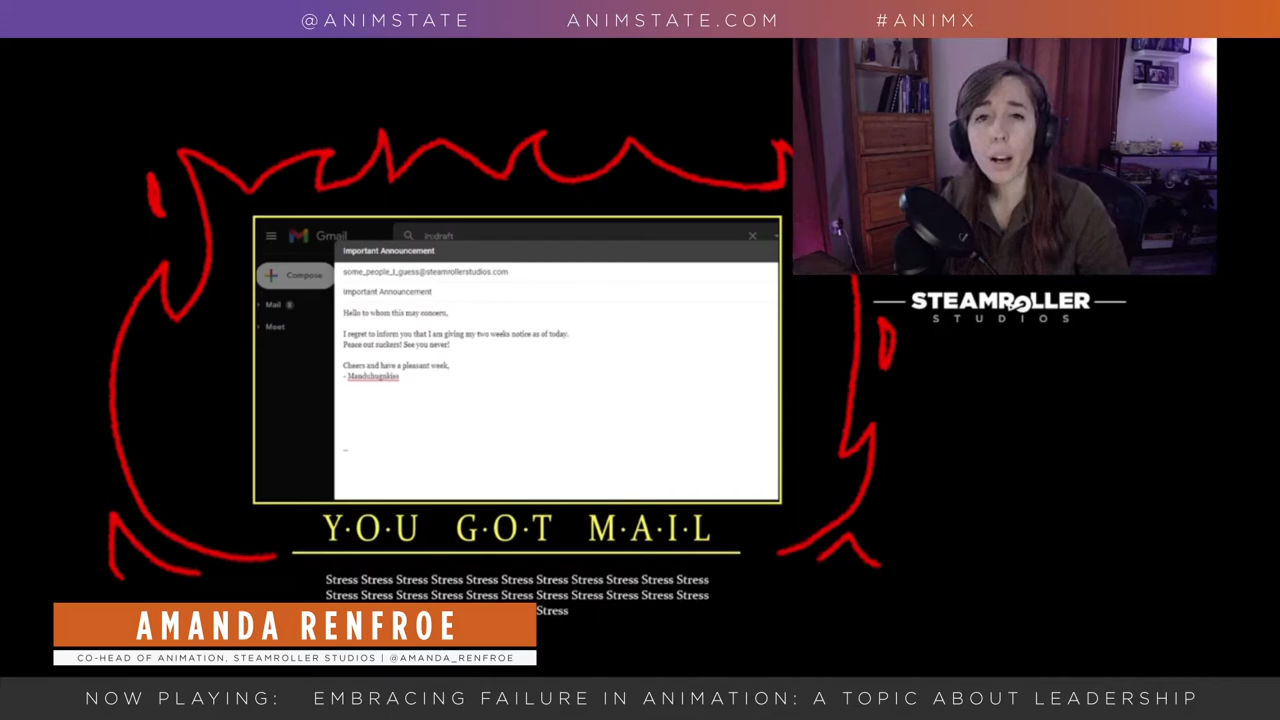 @ANIMSTATE ANIMSTATE.COM #ANIMX
Gmail
in:draft
Compose
Mail
Meet
Important Announcement
some_people_I_guess@steamrollerstudios.com
Important Announcement
Hello to whom this may concern,
I regret to inform you that I am giving my two weeks notice as of today.
Peace out suckers! See you never!
Cheers and have a pleasant week,
STEAMROLLER
STUDIOS
Y·O·U G·O·T M·A·I·L
Stress Stress Stress Stress Stress Stress Stress Stress Stress Stress Stress
Stress Stress Stress Stress Stress Stress Stress Stress Stress Stress Stress
Stress
AMANDA RENFROE
CO-HEAD OF ANIMATION, STEAMROLLER STUDIOS | @AMANDA_RENFROE
NOW PLAYING: EMBRACING FAILURE IN ANIMATION: A TOPIC ABOUT LEADERSHIP